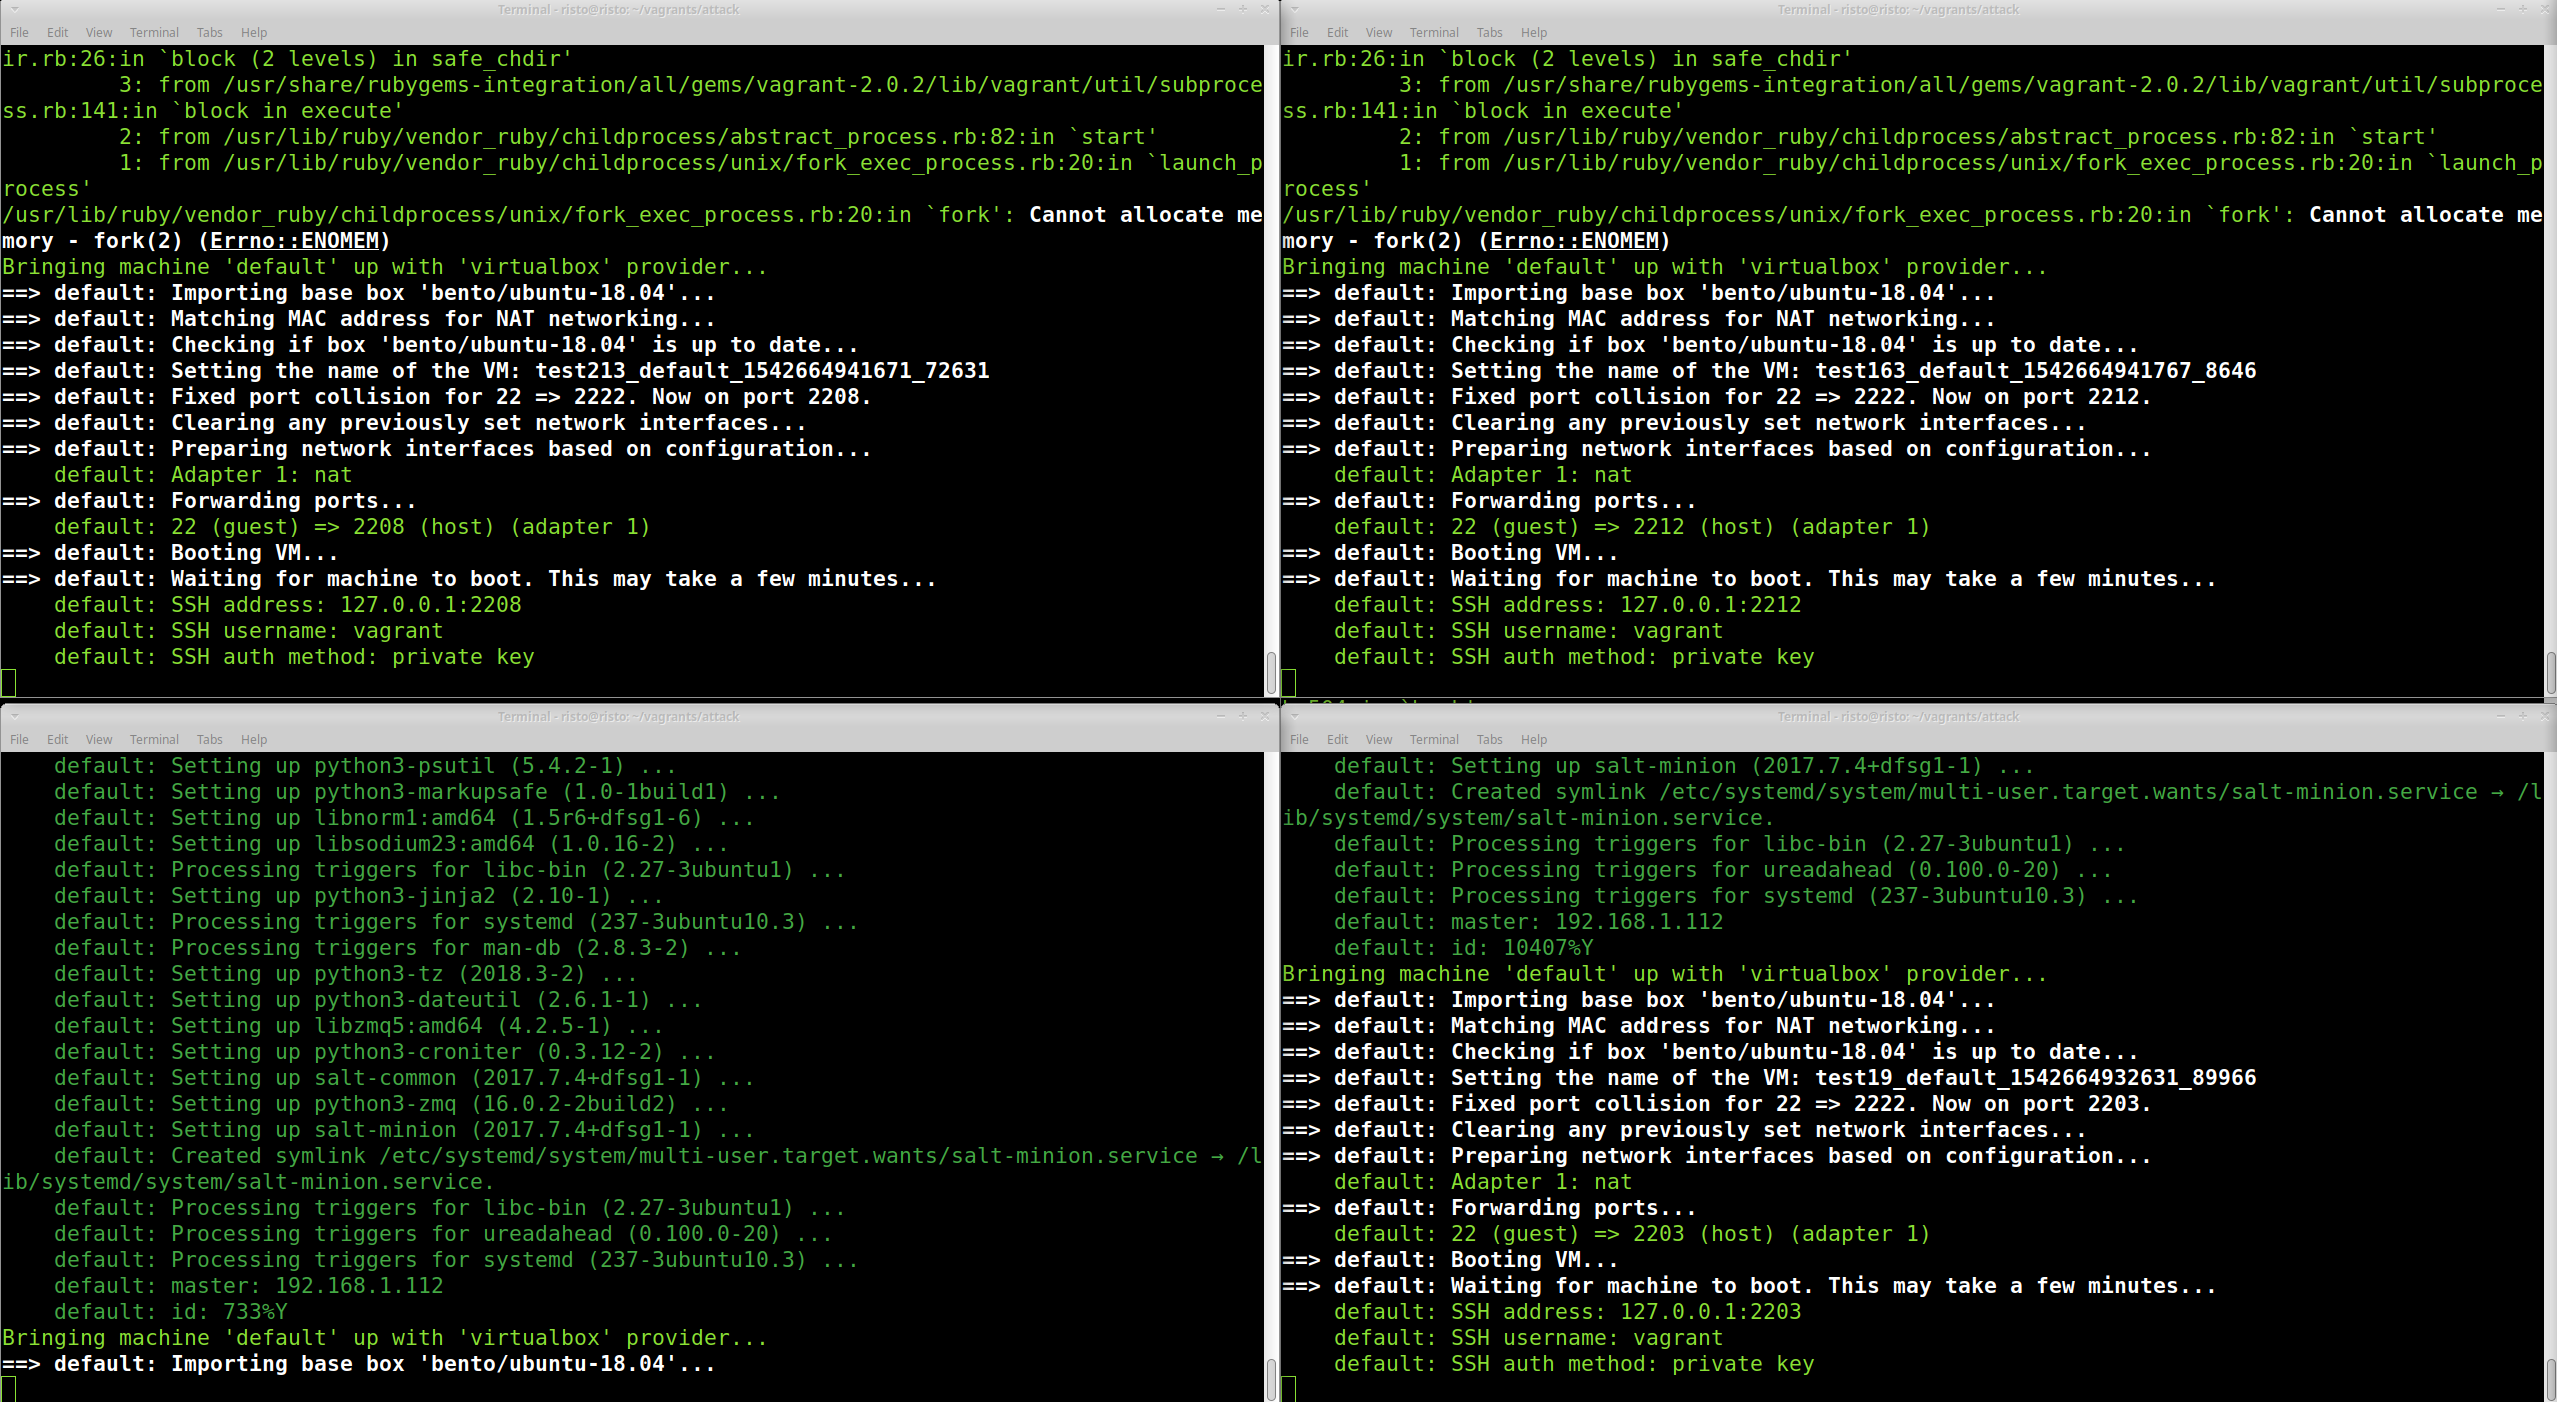 Terminal - risto@risto: ~/vagrants/attack
File Edit View Terminal Tabs Help
ir.rb:26:in `block (2 levels) in safe_chdir'
3: from /usr/share/rubygems-integration/all/gems/vagrant-2.0.2/lib/vagrant/util/subproce
ss.rb:141:in `block in execute'
2: from /usr/lib/ruby/vendor_ruby/childprocess/abstract_process.rb:82:in `start'
1: from /usr/lib/ruby/vendor_ruby/childprocess/unix/fork_exec_process.rb:20:in `launch_p
rocess'
/usr/lib/ruby/vendor_ruby/childprocess/unix/fork_exec_process.rb:20:in `fork': Cannot allocate me
mory - fork(2) (Errno::ENOMEM)
Bringing machine 'default' up with 'virtualbox' provider...
==> default: Importing base box 'bento/ubuntu-18.04'...
==> default: Matching MAC address for NAT networking...
==> default: Checking if box 'bento/ubuntu-18.04' is up to date...
==> default: Setting the name of the VM: test213_default_1542664941671_72631
==> default: Fixed port collision for 22 => 2222. Now on port 2208.
==> default: Clearing any previously set network interfaces...
==> default: Preparing network interfaces based on configuration...
default: Adapter 1: nat
==> default: Forwarding ports...
default: 22 (guest) => 2208 (host) (adapter 1)
==> default: Booting VM...
==> default: Waiting for machine to boot. This may take a few minutes...
default: SSH address: 127.0.0.1:2208
default: SSH username: vagrant
default: SSH auth method: private key
Terminal - risto@risto: ~/vagrants/attack
File Edit View Terminal Tabs Help
ir.rb:26:in `block (2 levels) in safe_chdir'
3: from /usr/share/rubygems-integration/all/gems/vagrant-2.0.2/lib/vagrant/util/subproce
ss.rb:141:in `block in execute'
2: from /usr/lib/ruby/vendor_ruby/childprocess/abstract_process.rb:82:in `start'
1: from /usr/lib/ruby/vendor_ruby/childprocess/unix/fork_exec_process.rb:20:in `launch_p
rocess'
/usr/lib/ruby/vendor_ruby/childprocess/unix/fork_exec_process.rb:20:in `fork': Cannot allocate me
mory - fork(2) (Errno::ENOMEM)
Bringing machine 'default' up with 'virtualbox' provider...
==> default: Importing base box 'bento/ubuntu-18.04'...
==> default: Matching MAC address for NAT networking...
==> default: Checking if box 'bento/ubuntu-18.04' is up to date...
==> default: Setting the name of the VM: test163_default_1542664941767_8646
==> default: Fixed port collision for 22 => 2222. Now on port 2212.
==> default: Clearing any previously set network interfaces...
==> default: Preparing network interfaces based on configuration...
default: Adapter 1: nat
==> default: Forwarding ports...
default: 22 (guest) => 2212 (host) (adapter 1)
==> default: Booting VM...
==> default: Waiting for machine to boot. This may take a few minutes...
default: SSH address: 127.0.0.1:2212
default: SSH username: vagrant
default: SSH auth method: private key
Terminal - risto@risto: ~/vagrants/attack
File Edit View Terminal Tabs Help
default: Setting up python3-psutil (5.4.2-1) ...
default: Setting up python3-markupsafe (1.0-1build1) ...
default: Setting up libnorm1:amd64 (1.5r6+dfsg1-6) ...
default: Setting up libsodium23:amd64 (1.0.16-2) ...
default: Processing triggers for libc-bin (2.27-3ubuntu1) ...
default: Setting up python3-jinja2 (2.10-1) ...
default: Processing triggers for systemd (237-3ubuntu10.3) ...
default: Processing triggers for man-db (2.8.3-2) ...
default: Setting up python3-tz (2018.3-2) ...
default: Setting up python3-dateutil (2.6.1-1) ...
default: Setting up libzmq5:amd64 (4.2.5-1) ...
default: Setting up python3-croniter (0.3.12-2) ...
default: Setting up salt-common (2017.7.4+dfsg1-1) ...
default: Setting up python3-zmq (16.0.2-2build2) ...
default: Setting up salt-minion (2017.7.4+dfsg1-1) ...
default: Created symlink /etc/systemd/system/multi-user.target.wants/salt-minion.service → /l
ib/systemd/system/salt-minion.service.
default: Processing triggers for libc-bin (2.27-3ubuntu1) ...
default: Processing triggers for ureadahead (0.100.0-20) ...
default: Processing triggers for systemd (237-3ubuntu10.3) ...
default: master: 192.168.1.112
default: id: 733%Y
Bringing machine 'default' up with 'virtualbox' provider...
==> default: Importing base box 'bento/ubuntu-18.04'...
Terminal - risto@risto: ~/vagrants/attack
File Edit View Terminal Tabs Help
default: Setting up salt-minion (2017.7.4+dfsg1-1) ...
default: Created symlink /etc/systemd/system/multi-user.target.wants/salt-minion.service → /l
ib/systemd/system/salt-minion.service.
default: Processing triggers for libc-bin (2.27-3ubuntu1) ...
default: Processing triggers for ureadahead (0.100.0-20) ...
default: Processing triggers for systemd (237-3ubuntu10.3) ...
default: master: 192.168.1.112
default: id: 10407%Y
Bringing machine 'default' up with 'virtualbox' provider...
==> default: Importing base box 'bento/ubuntu-18.04'...
==> default: Matching MAC address for NAT networking...
==> default: Checking if box 'bento/ubuntu-18.04' is up to date...
==> default: Setting the name of the VM: test19_default_1542664932631_89966
==> default: Fixed port collision for 22 => 2222. Now on port 2203.
==> default: Clearing any previously set network interfaces...
==> default: Preparing network interfaces based on configuration...
default: Adapter 1: nat
==> default: Forwarding ports...
default: 22 (guest) => 2203 (host) (adapter 1)
==> default: Booting VM...
==> default: Waiting for machine to boot. This may take a few minutes...
default: SSH address: 127.0.0.1:2203
default: SSH username: vagrant
default: SSH auth method: private key